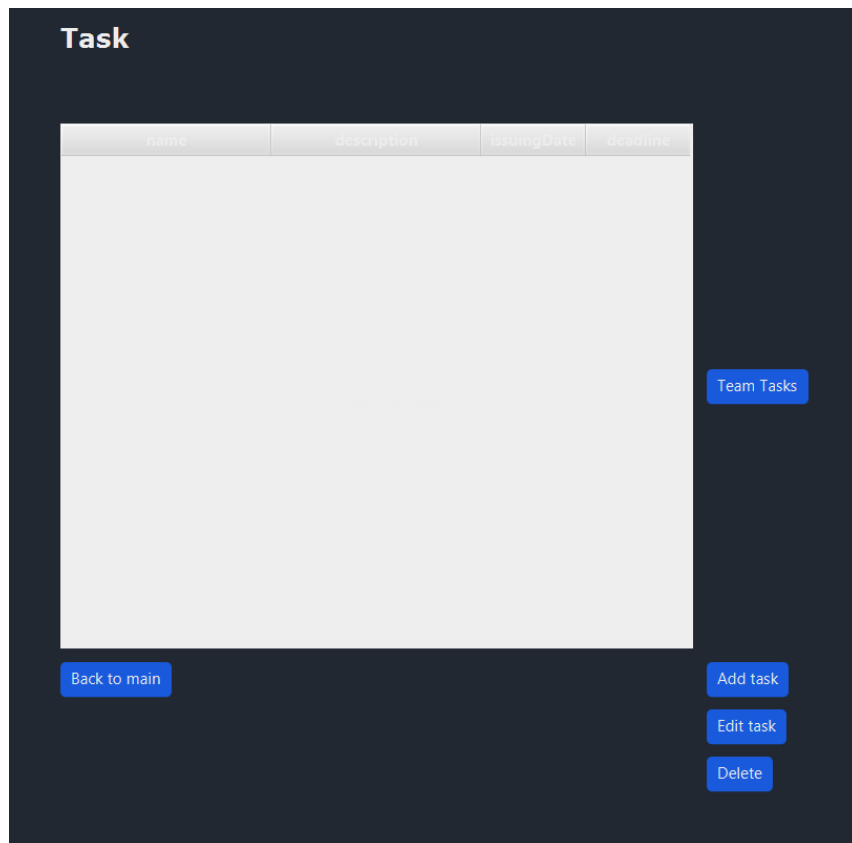 Task
name description issuingDate deadline
Team Tasks
Back to main
Add task
Edit task
Delete